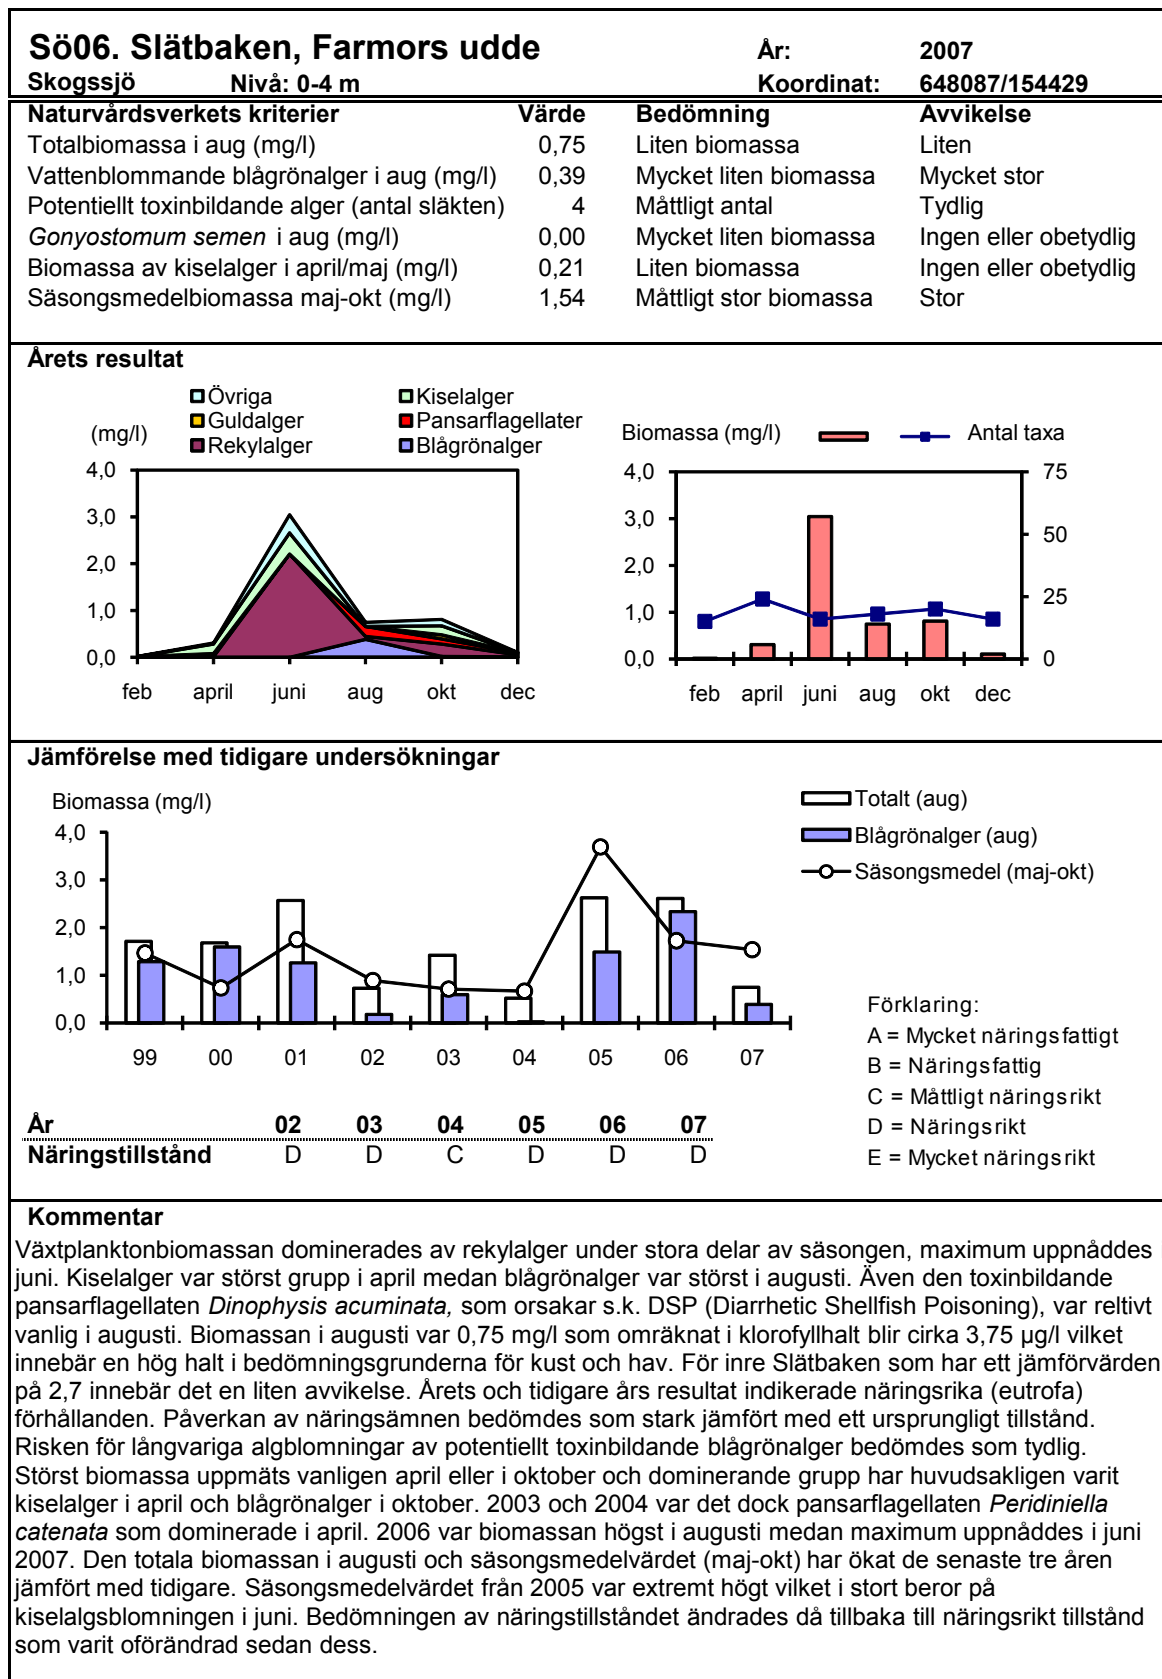 Sö06. Slätbaken, Farmors udde År: 2007
Skogssjö Nivå: 0-4 m Koordinat: 648087/154429
Naturvårdsverkets kriterier Värde Bedömning Avvikelse
Totalbiomassa i aug (mg/l) 0,75 Liten biomassa Liten
Vattenblommande blågrönalger i aug (mg/l) 0,39 Mycket liten biomassa Mycket stor
Potentiellt toxinbildande alger (antal släkten) 4 Måttligt antal Tydlig
Gonyostomum semen i aug (mg/l) 0,00 Mycket liten biomassa Ingen eller obetydlig
Biomassa av kiselalger i april/maj (mg/l) 0,21 Liten biomassa Ingen eller obetydlig
Säsongsmedelbiomassa maj-okt (mg/l) 1,54 Måttligt stor biomassa Stor
Årets resultat
Övriga Kiselalger
Guldalger Pansarflagellater
Rekylalger Blågrönalger
(mg/l)
4,0
3,0
2,0
1,0
0,0
feb april juni aug okt dec
Biomassa (mg/l) Antal taxa
4,0 75
3,0 50
2,0
1,0 25
0,0 0
feb april juni aug okt dec
Jämförelse med tidigare undersökningar
Biomassa (mg/l)
Totalt (aug)
Blågrönalger (aug)
Säsongsmedel (maj-okt)
4,0
3,0
2,0
1,0
0,0
99 00 01 02 03 04 05 06 07
Förklaring:
A = Mycket näringsfattigt
B = Näringsfattig
C = Måttligt näringsrikt
D = Näringsrikt
E = Mycket näringsrikt
År 02 03 04 05 06 07
Näringstillstånd D D C D D D
Kommentar
Växtplanktonbiomassan dominerades av rekylalger under stora delar av säsongen, maximum uppnåddes i
juni. Kiselalger var störst grupp i april medan blågrönalger var störst i augusti. Även den toxinbildande
pansarflagellaten Dinophysis acuminata, som orsakar s.k. DSP (Diarrhetic Shellfish Poisoning), var reltivt
vanlig i augusti. Biomassan i augusti var 0,75 mg/l som omräknat i klorofyllhalt blir cirka 3,75 µg/l vilket
innebär en hög halt i bedömningsgrunderna för kust och hav. För inre Slätbaken som har ett jämförvärden
på 2,7 innebär det en liten avvikelse. Årets och tidigare års resultat indikerade näringsrika (eutrofa)
förhållanden. Påverkan av näringsämnen bedömdes som stark jämfört med ett ursprungligt tillstånd.
Risken för långvariga algblomningar av potentiellt toxinbildande blågrönalger bedömdes som tydlig.
Störst biomassa uppmäts vanligen april eller i oktober och dominerande grupp har huvudsakligen varit
kiselalger i april och blågrönalger i oktober. 2003 och 2004 var det dock pansarflagellaten Peridiniella
catenata som dominerade i april. 2006 var biomassan högst i augusti medan maximum uppnåddes i juni
2007. Den totala biomassan i augusti och säsongsmedelvärdet (maj-okt) har ökat de senaste tre åren
jämfört med tidigare. Säsongsmedelvärdet från 2005 var extremt högt vilket i stort beror på
kiselalgsblomningen i juni. Bedömningen av näringstillståndet ändrades då tillbaka till näringsrikt tillstånd
som varit oförändrad sedan dess.